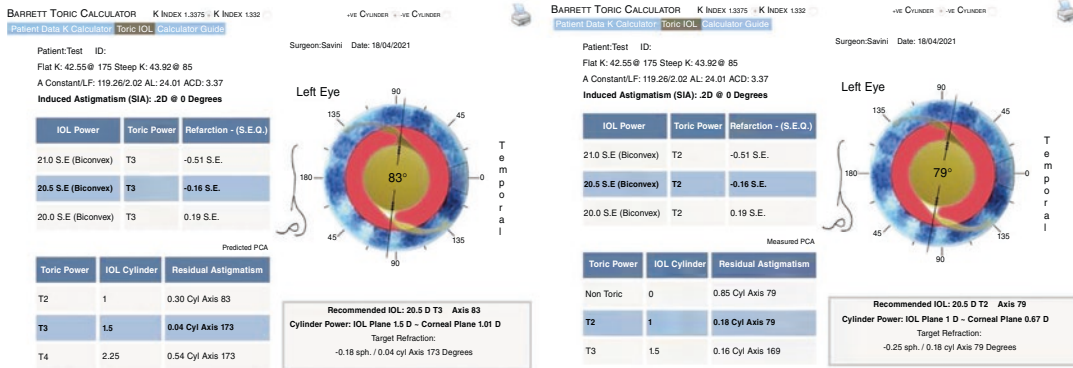 BARRETT TORIC CALCULATOR K INDEX 1.3375 K INDEX 1.332
+VE CYLINDER -VE CYLINDER
Patient Data K Calculator Toric IOL Calculator Guide
Surgeon:Savini Date: 18/04/2021
Patient:Test ID:
Flat K: 42.55@ 175 Steep K: 43.92@ 85
A Constant/LF: 119.26/2.02 AL: 24.01 ACD: 3.37
Induced Astigmatism (SIA): .2D @ 0 Degrees
IOL Power Toric Power Refarction - (S.E.Q.)
21.0 S.E (Biconvex) T3 -0.51 S.E.
20.5 S.E (Biconvex) T3 -0.16 S.E.
20.0 S.E (Biconvex) T3 0.19 S.E.
Predicted PCA
Toric Power IOL Cylinder Residual Astigmatism
T2 1 0.30 Cyl Axis 83
T3 1.5 0.04 Cyl Axis 173
T4 2.25 0.54 Cyl Axis 173
Left Eye
90
135
45
180
83°
0
45
135
90
Temporal
Recommended IOL: 20.5 D T3 Axis 83
Cylinder Power: IOL Plane 1.5 D ~ Corneal Plane 1.01 D
Target Refraction:
-0.18 sph. / 0.04 cyl Axis 173 Degrees
BARRETT TORIC CALCULATOR K INDEX 1.3375 K INDEX 1.332
+VE CYLINDER -VE CYLINDER
Patient Data K Calculator Toric IOL Calculator Guide
Surgeon:Savini Date: 18/04/2021
Patient:Test ID:
Flat K: 42.55@ 175 Steep K: 43.92@ 85
A Constant/LF: 119.26/2.02 AL: 24.01 ACD: 3.37
Induced Astigmatism (SIA): .2D @ 0 Degrees
IOL Power Toric Power Refarction - (S.E.Q.)
21.0 S.E (Biconvex) T2 -0.51 S.E.
20.5 S.E (Biconvex) T2 -0.16 S.E.
20.0 S.E (Biconvex) T2 0.19 S.E.
Measured PCA
Toric Power IOL Cylinder Residual Astigmatism
Non Toric 0 0.85 Cyl Axis 79
T2 1 0.18 Cyl Axis 79
T3 1.5 0.16 Cyl Axis 169
Left Eye
90
135
45
180
79°
0
45
135
90
Temporal
Recommended IOL: 20.5 D T2 Axis 79
Cylinder Power: IOL Plane 1 D ~ Corneal Plane 0.67 D
Target Refraction:
-0.25 sph. / 0.18 cyl Axis 79 Degrees